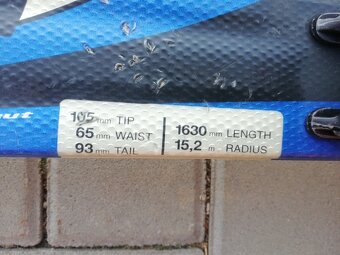 105 mm TIP
65 mm WAIST
93 mm TAIL
1630 mm LENGTH
15,2 m RADIUS